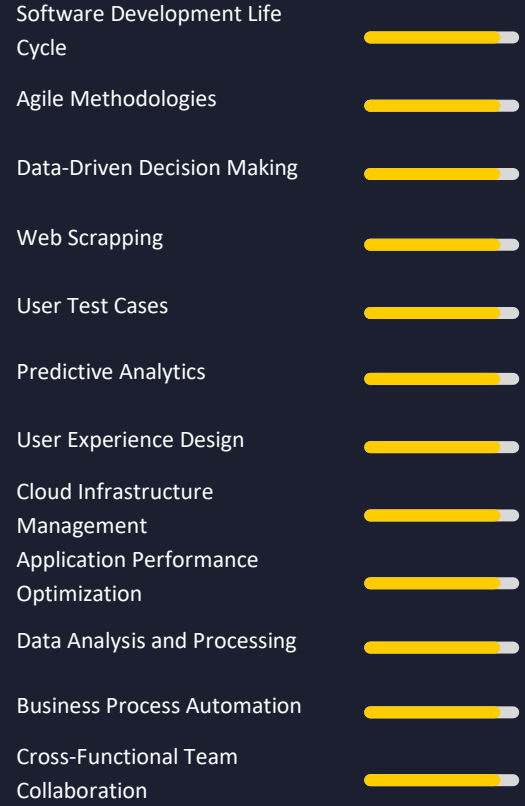 Software Development Life
Cycle
Agile Methodologies
Data-Driven Decision Making
Web Scrapping
User Test Cases
Predictive Analytics
User Experience Design
Cloud Infrastructure
Management
Application Performance
Optimization
Data Analysis and Processing
Business Process Automation
Cross-Functional Team
Collaboration